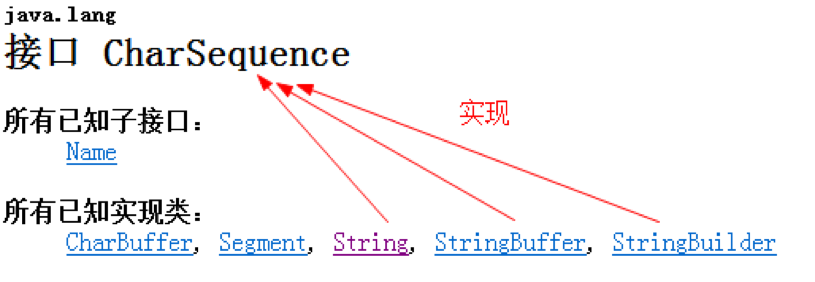 java.lang
接口 CharSequence
实现
所有已知子接口：
Name
所有已知实现类：
CharBuffer, Segment, String, StringBuffer, StringBuilder